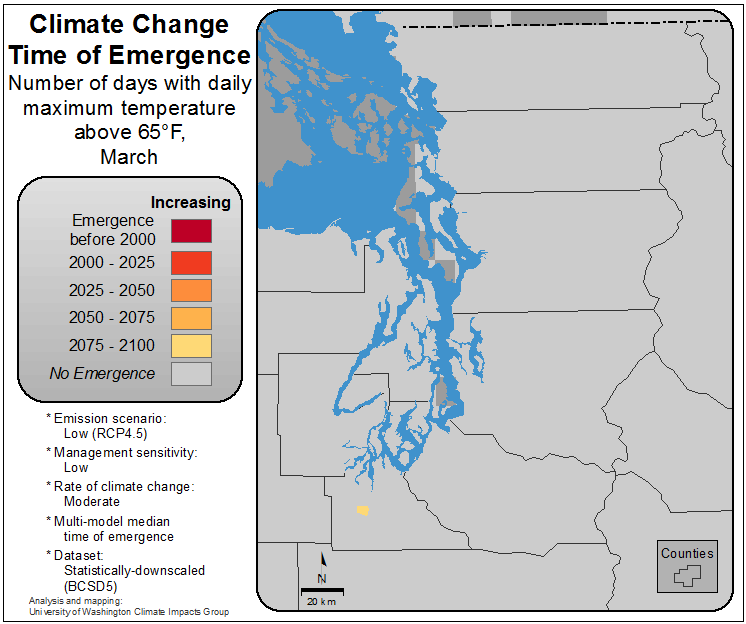 Climate Change
Time of Emergence
Number of days with daily
maximum temperature
above 65°F,
March
Increasing
Emergence
before 2000
2000 - 2025
2025 - 2050
2050 - 2075
2075 - 2100
No Emergence
* Emission scenario:
Low (RCP4.5)
* Management sensitivity:
Low
* Rate of climate change:
Moderate
* Multi-model median
time of emergence
* Dataset:
Statistically-downscaled
(BCSD5)
Analysis and mapping:
University of Washington Climate Impacts Group
N
20 km
Counties